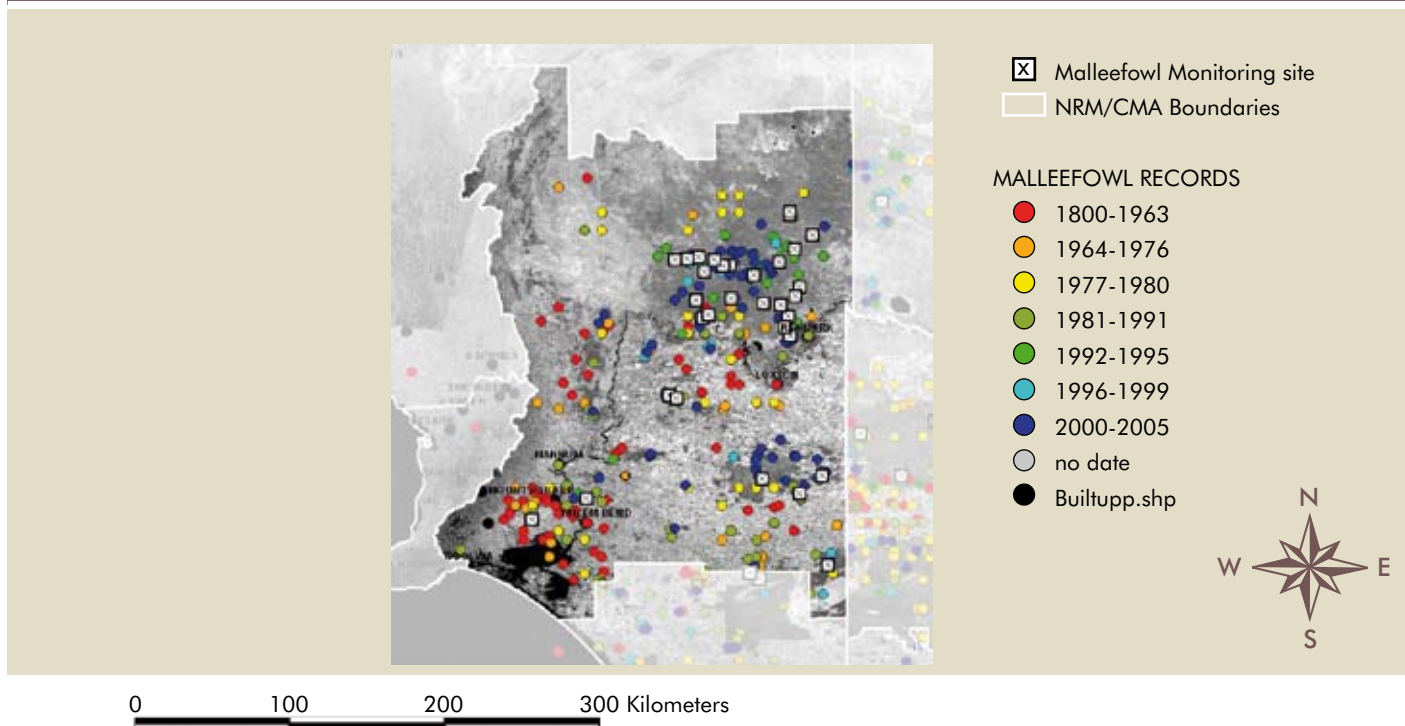 Malleefowl Monitoring site
NRM/CMA Boundaries
MALLEEFOWL RECORDS
1800-1963
1964-1976
1977-1980
1981-1991
1992-1995
1996-1999
2000-2005
no date
Builtupp.shp
N
W E
S
0 100 200 300 Kilometers